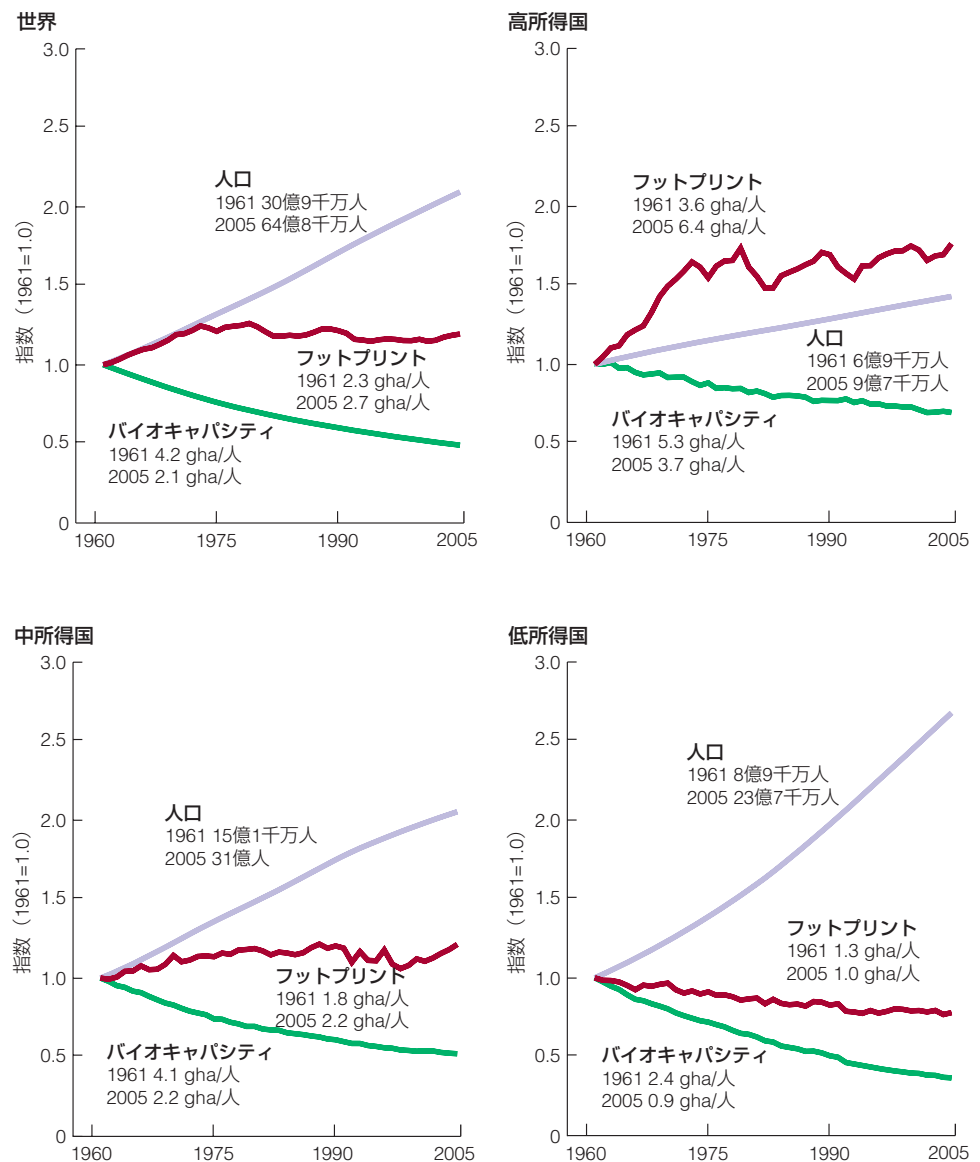 世界
3.0
2.5
2.0
1.5
1.0
0.5
0
指数（1961=1.0）
人口
1961 30億9千万人
2005 64億8千万人
フットプリント
1961 2.3 gha/人
2005 2.7 gha/人
バイオキャパシティ
1961 4.2 gha/人
2005 2.1 gha/人
1960 1975 1990 2005
高所得国
3.0
2.5
2.0
1.5
1.0
0.5
0
指数（1961=1.0）
フットプリント
1961 3.6 gha/人
2005 6.4 gha/人
人口
1961 6億9千万人
2005 9億7千万人
バイオキャパシティ
1961 5.3 gha/人
2005 3.7 gha/人
1960 1975 1990 2005
中所得国
3.0
2.5
2.0
1.5
1.0
0.5
0
指数（1961=1.0）
人口
1961 15億1千万人
2005 31億人
フットプリント
1961 1.8 gha/人
2005 2.2 gha/人
バイオキャパシティ
1961 4.1 gha/人
2005 2.2 gha/人
1960 1975 1990 2005
低所得国
3.0
2.5
2.0
1.5
1.0
0.5
0
指数（1961=1.0）
人口
1961 8億9千万人
2005 23億7千万人
フットプリント
1961 1.3 gha/人
2005 1.0 gha/人
バイオキャパシティ
1961 2.4 gha/人
2005 0.9 gha/人
1960 1975 1990 2005